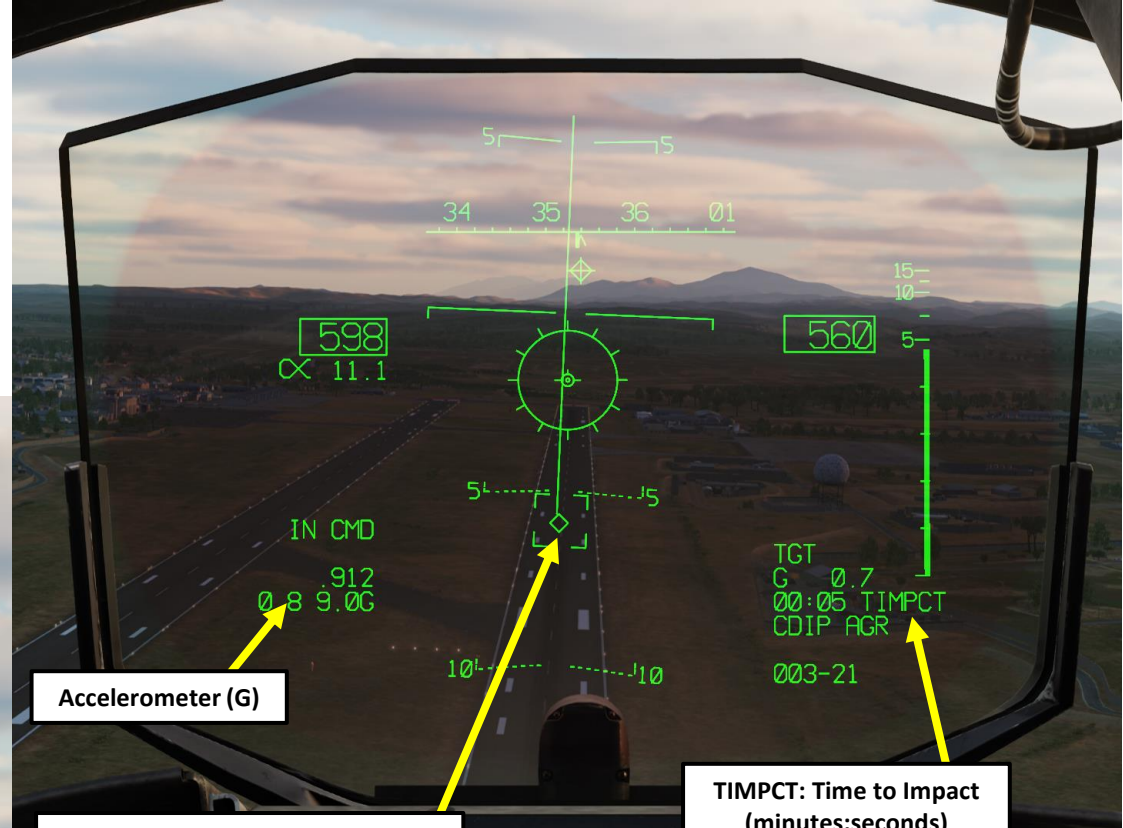 5 5
34 35 36 01
15
10
598 560 5
∝ 11.1
5 5
IN CMD
.912
0.8 9.0G
TGT
G 0.7
00:05 TIMPCT
CDIP AGR
003-21
10 10
Accelerometer (G)
TIMPCT: Time to Impact
(minutes:seconds)